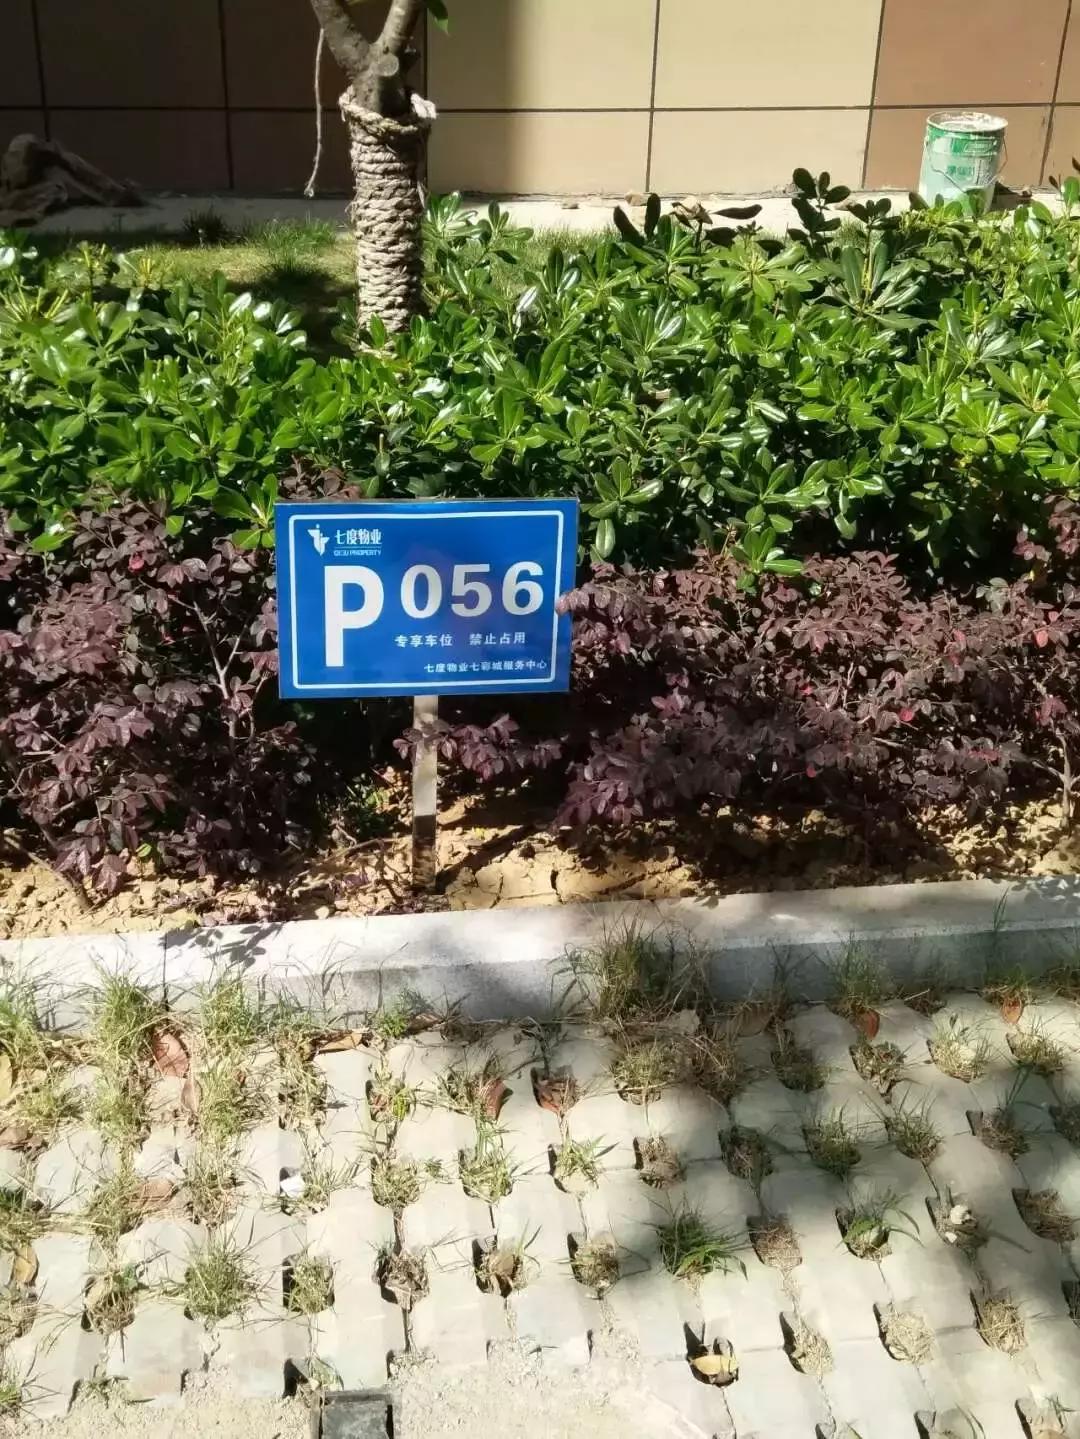 七度物业
QIDU PROPERTY
P 056
专享车位 禁止占用
七度物业七彩城服务中心